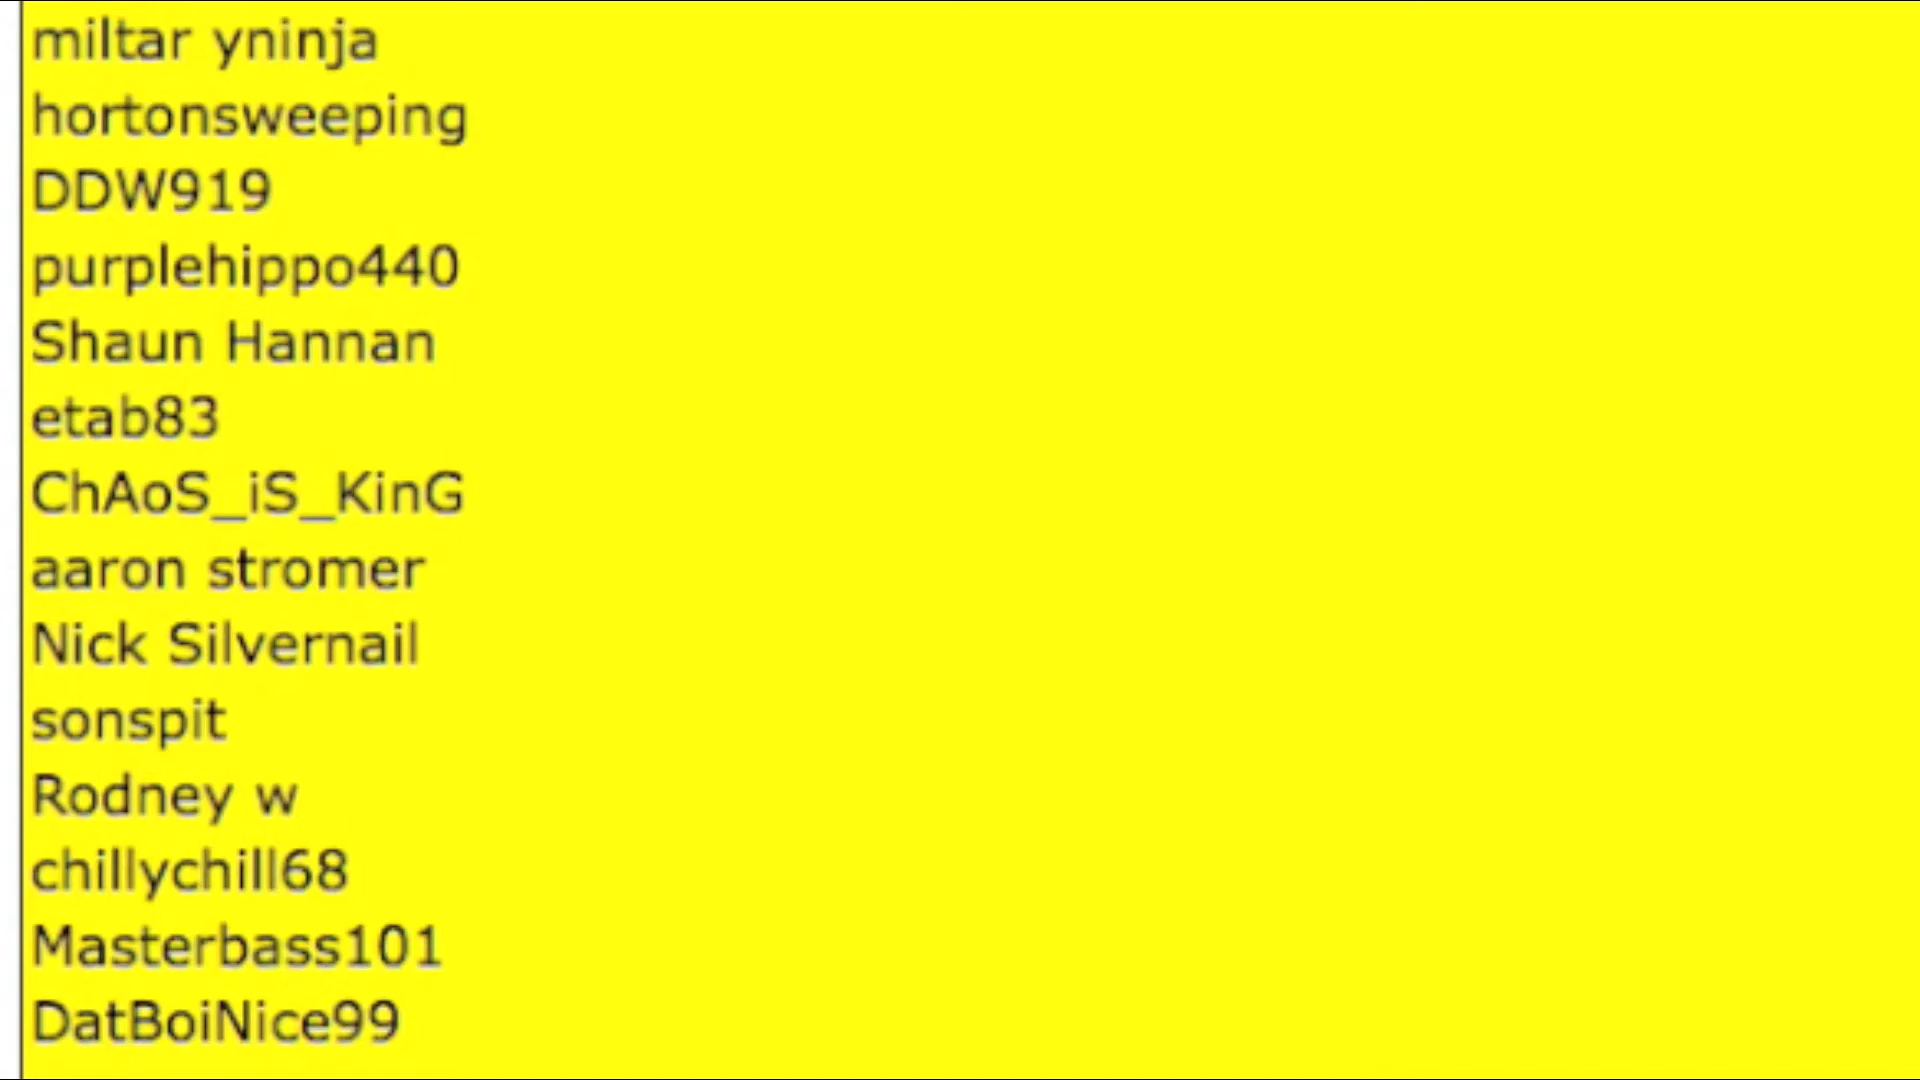 miltar yninja
hortonsweeping
DDW919
purplehippo440
Shaun Hannan
etab83
ChAoS_iS_KinG
aaron stromer
Nick Silvernail
sonspit
Rodney w
chillychill68
Masterbass101
DatBoiNice99